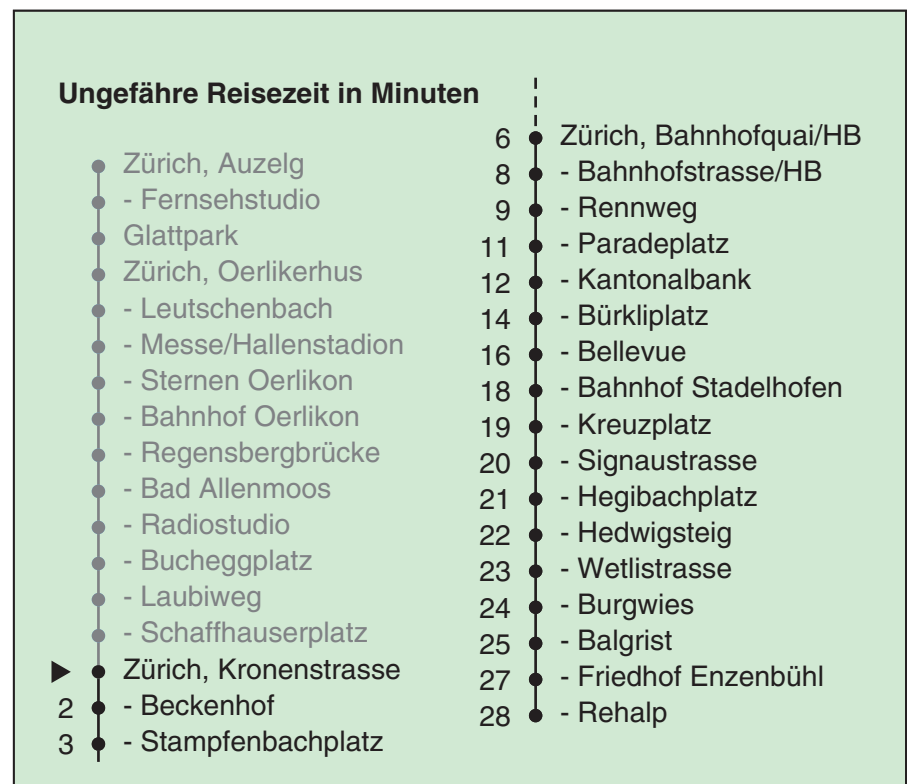 Ungefähre Reisezeit in Minuten
Zürich, Auzelg
- Fernsehstudio
Glattpark
Zürich, Oerlikerhus
- Leutschenbach
- Messe/Hallenstadion
- Sternen Oerlikon
- Bahnhof Oerlikon
- Regensbergbrücke
- Bad Allenmoos
- Radiostudio
- Bucheggplatz
- Laubiweg
- Schaffhauserplatz
Zürich, Kronenstrasse
2 - Beckenhof
3 - Stampfenbachplatz
6 Zürich, Bahnhofquai/HB
8 - Bahnhofstrasse/HB
9 - Rennweg
11 - Paradeplatz
12 - Kantonalbank
14 - Bürkliplatz
16 - Bellevue
18 - Bahnhof Stadelhofen
19 - Kreuzplatz
20 - Signaustrasse
21 - Hegibachplatz
22 - Hedwigsteig
23 - Wetlistrasse
24 - Burgwies
25 - Balgrist
27 - Friedhof Enzenbühl
28 - Rehalp